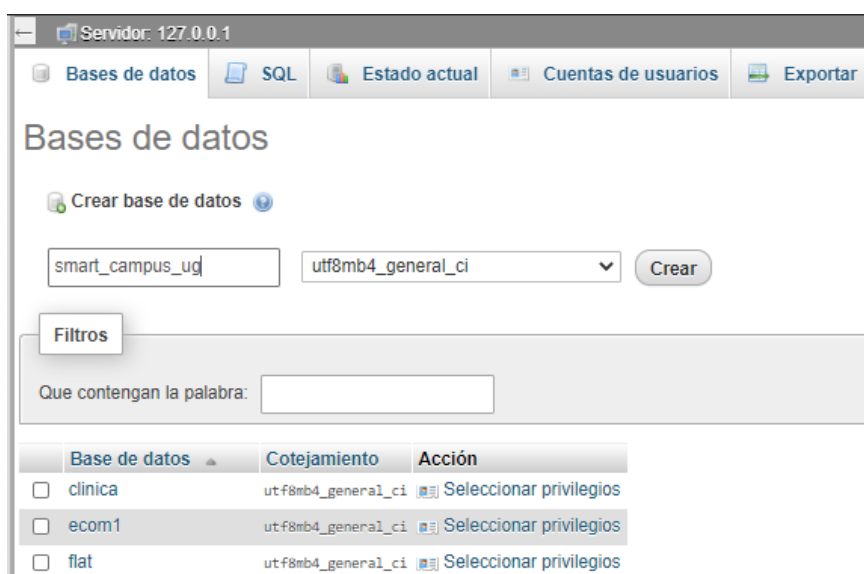 Servidor: 127.0.0.1
Bases de datos SQL Estado actual Cuentas de usuarios Exportar
Bases de datos
Crear base de datos
smart_campus_ug utf8mb4_general_ci Crear
Filtros
Que contengan la palabra:
Base de datos Cotejamiento Acción
clinica utf8mb4_general_ci Seleccionar privilegios
ecom1 utf8mb4_general_ci Seleccionar privilegios
flat utf8mb4_general_ci Seleccionar privilegios